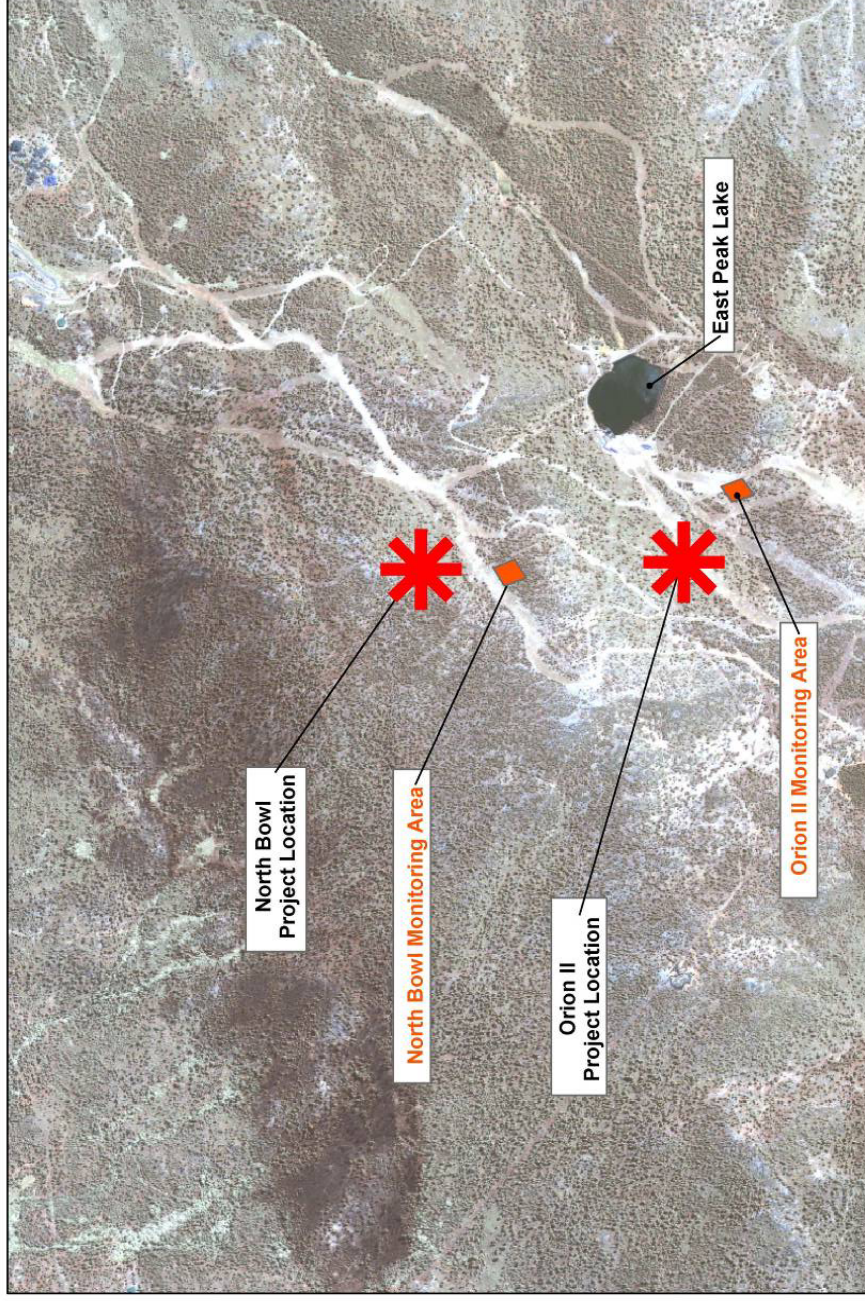 North Bowl
Project Location
North Bowl Monitoring Area
Orion II
Project Location
Orion II Monitoring Area
East Peak Lake